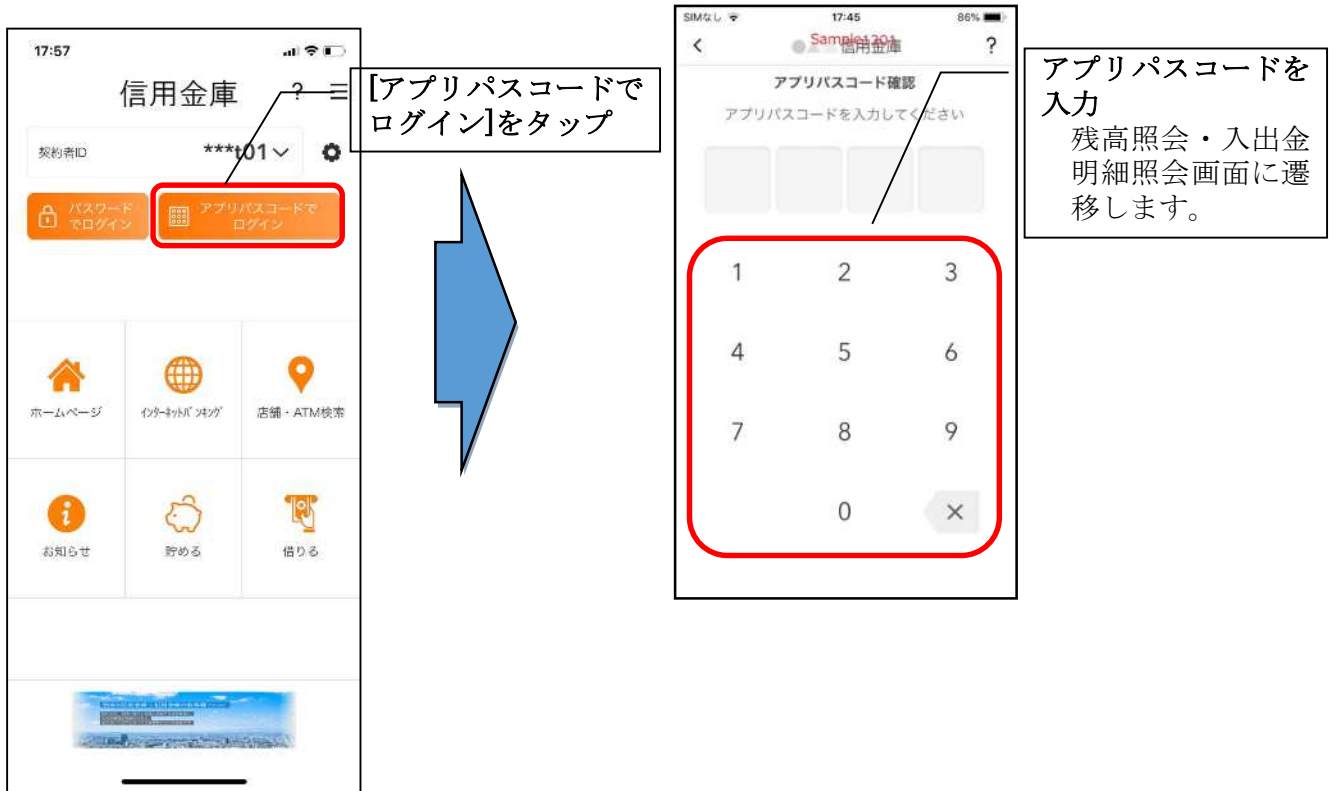 17:57
信用金庫
?
契約者ID
***t01
パスワード
でログイン
アプリパスコードで
ログイン
ホームページ
インターネットバンキング
店舗・ATM検索
お知らせ
貯める
借りる
[アプリパスコードで
ログイン]をタップ
SIMなし
17:45
86%
Sample1201
信用金庫
?
アプリパスコード確認
アプリパスコードを入力してください
1 2 3
4 5 6
7 8 9
0
アプリパスコードを
入力
残高照会・入出金
明細照会画面に遷
移します。